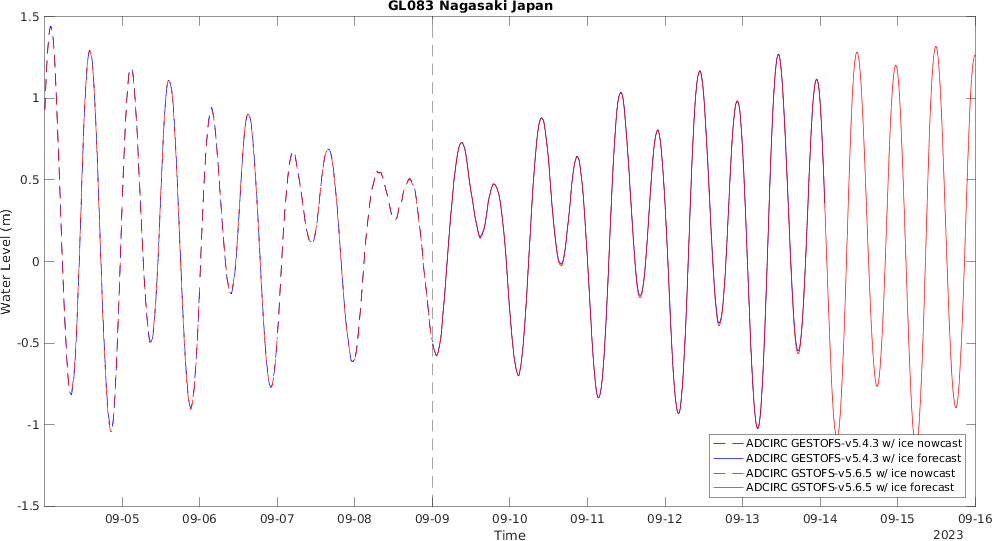 GL083 Nagasaki Japan
1.5
1
0.5
0
-0.5
-1
-1.5
Water Level (m)
09-05 09-06 09-07 09-08 09-09 09-10 09-11 09-12 09-13 09-14 09-15 09-16
Time
2023
ADCIRC GESTOFS-v5.4.3 w/ ice nowcast
ADCIRC GESTOFS-v5.4.3 w/ ice forecast
ADCIRC GSTOFS-v5.6.5 w/ ice nowcast
ADCIRC GSTOFS-v5.6.5 w/ ice forecast